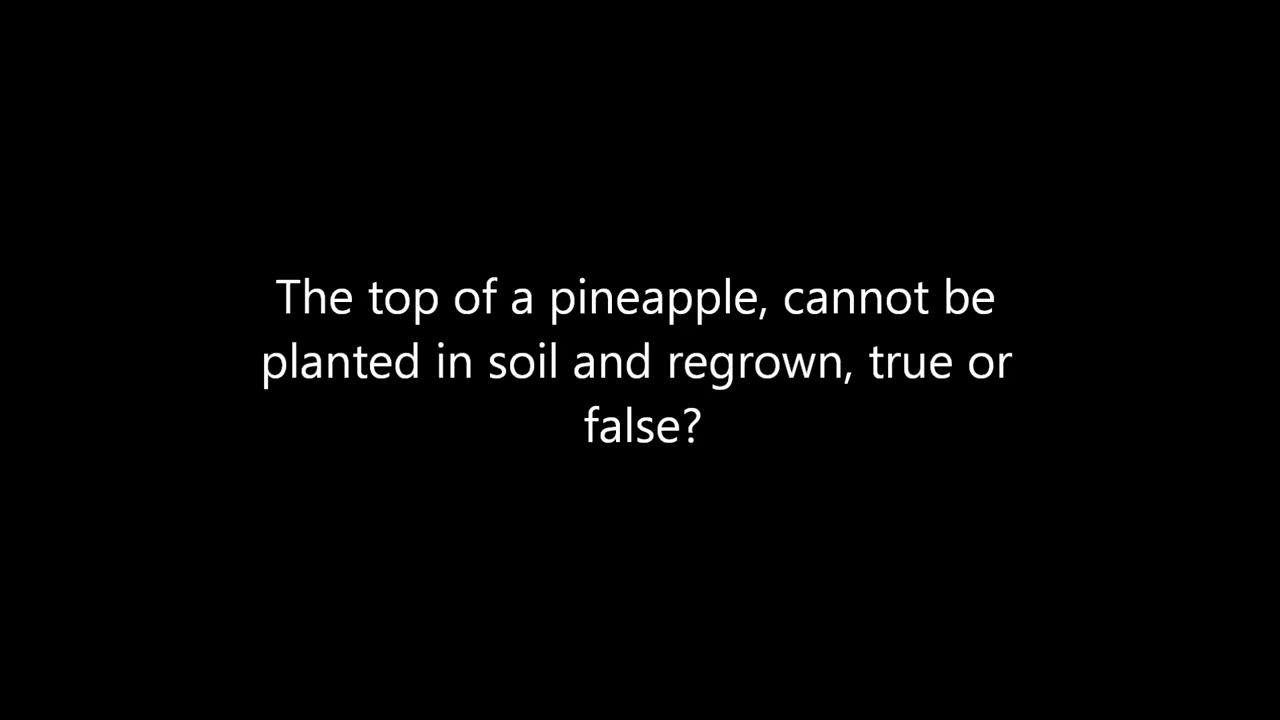 The top of a pineapple, cannot be
planted in soil and regrown, true or
false?